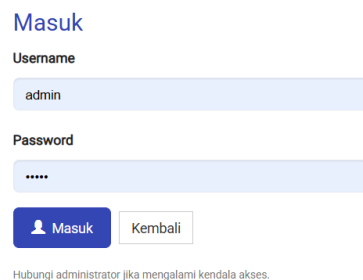 Masuk
Username
admin
Password
•••••
Masuk
Kembali
Hubungi administrator jika mengalami kendala akses.